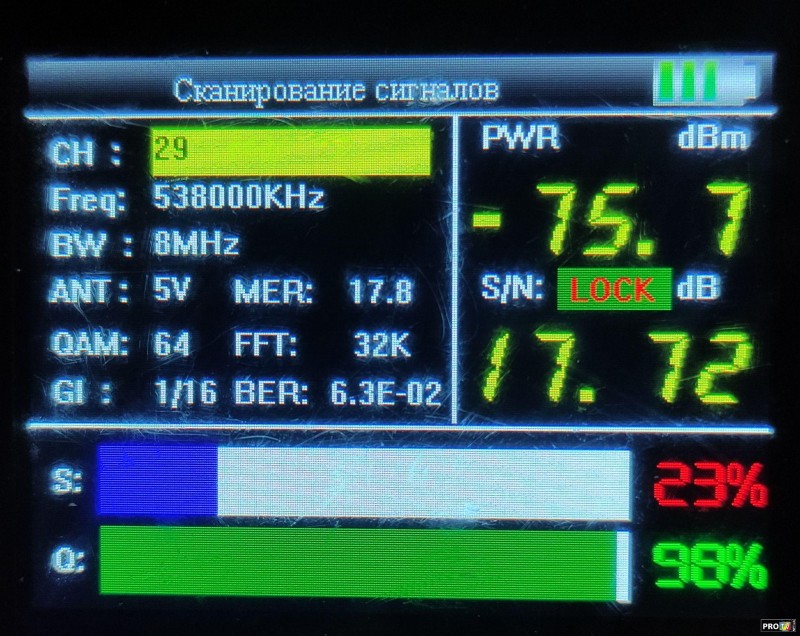 Сканирование сигналов
CH : 29
Freq: 538000KHz
BW : 8MHz
ANT : 5V MER: 17.8
QAM: 64 FFT: 32K
GI : 1/16 BER: 6.3E-02
PWR dBm
-75.7
S/N: LOCK dB
17.72
S: 23%
Q: 98%
PRO